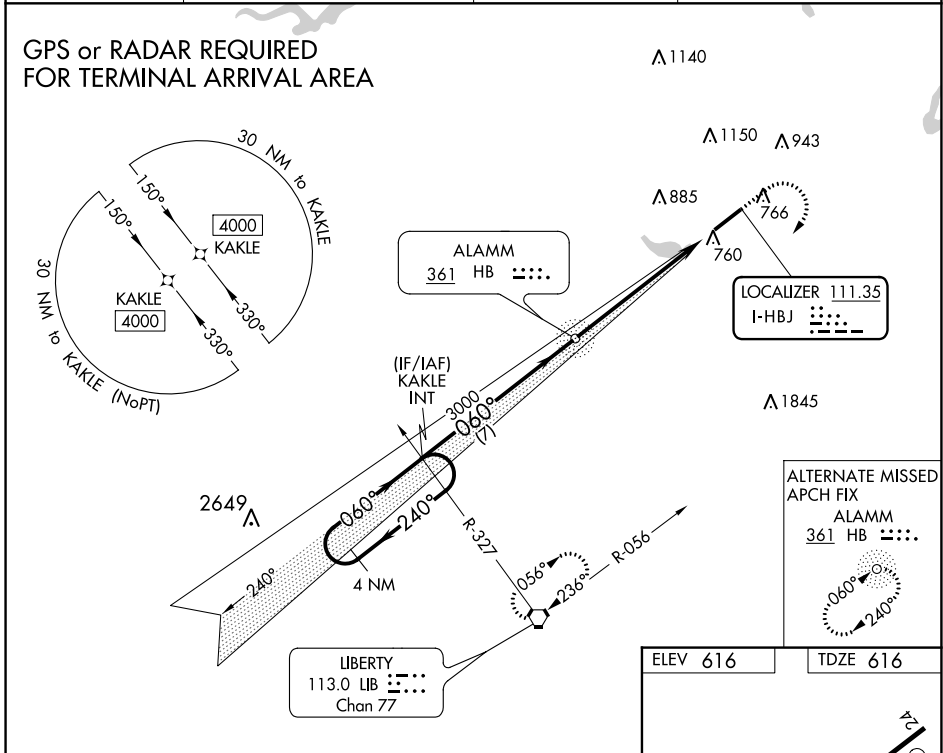 GPS or RADAR REQUIRED
FOR TERMINAL ARRIVAL AREA
1140
1150
943
885
766
760
30 NM to KAKLE
150°
4000
KAKLE
330°
150°
KAKLE
4000
330°
30 NM to KAKLE (NoPT)
ALAMM
361 HB
LOCALIZER 111.35
I-HBJ
(IF/IAF)
KAKLE
INT
3000
060°
(7)
1845
2649
060°
240°
240°
4 NM
R-327
R-056
056°
236°
LIBERTY
113.0 LIB
Chan 77
ALTERNATE MISSED
APCH FIX
ALAMM
361 HB
060°
240°
ELEV 616
TDZE 616
24